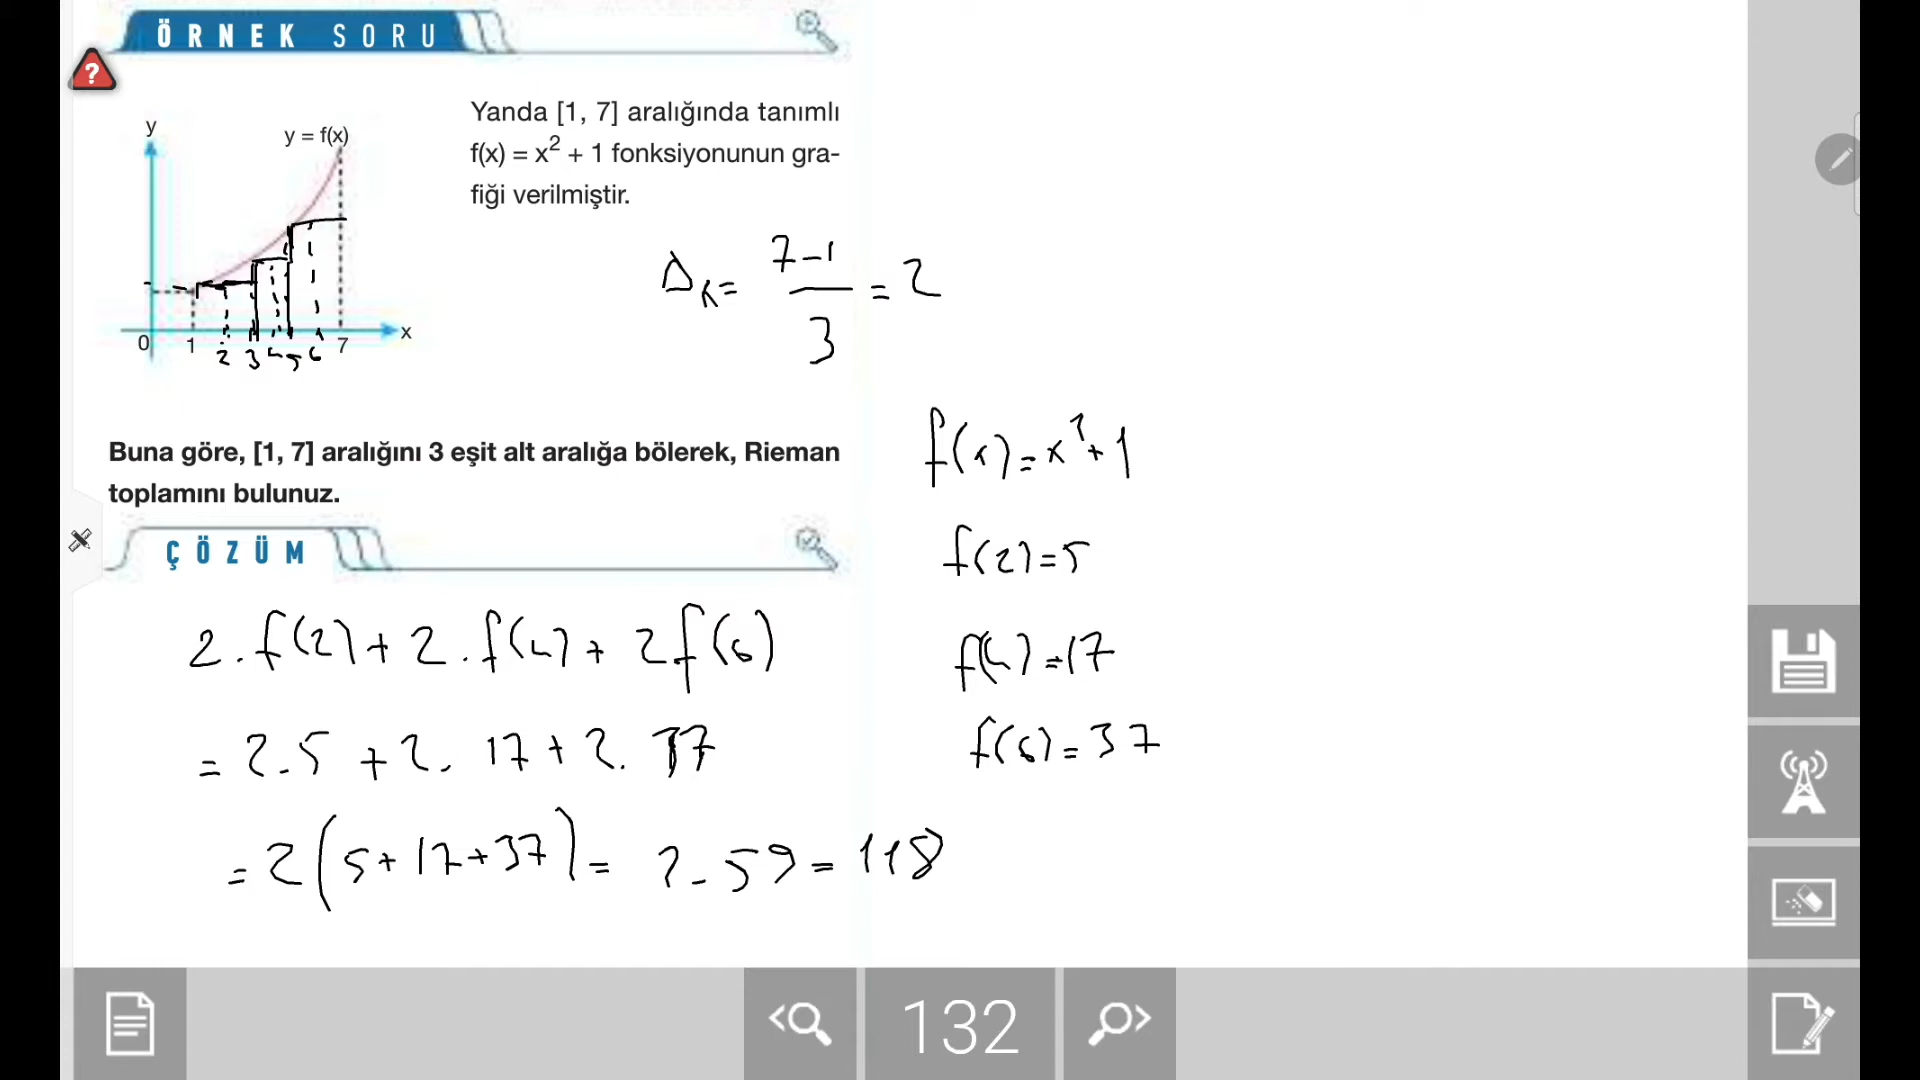 ÖRNEK SORU
?
y
y = f(x)
0 1 2 3 4 5 6 7 x
Yanda [1, 7] aralığında tanımlı
f(x) = x² + 1 fonksiyonunun gra-
fiği verilmiştir.
Δₖ = 7-1 / 3 = 2
Buna göre, [1, 7] aralığını 3 eşit alt aralığa bölerek, Rieman
toplamını bulunuz.
ÇÖZÜM
2.f(2) + 2.f(4) + 2f(6)
= 2.5 + 2.17 + 2.37
= 2(5+17+37) = 2.59 = 118
f(x) = x² + 1
f(2) = 5
f(4) = 17
f(6) = 37
132